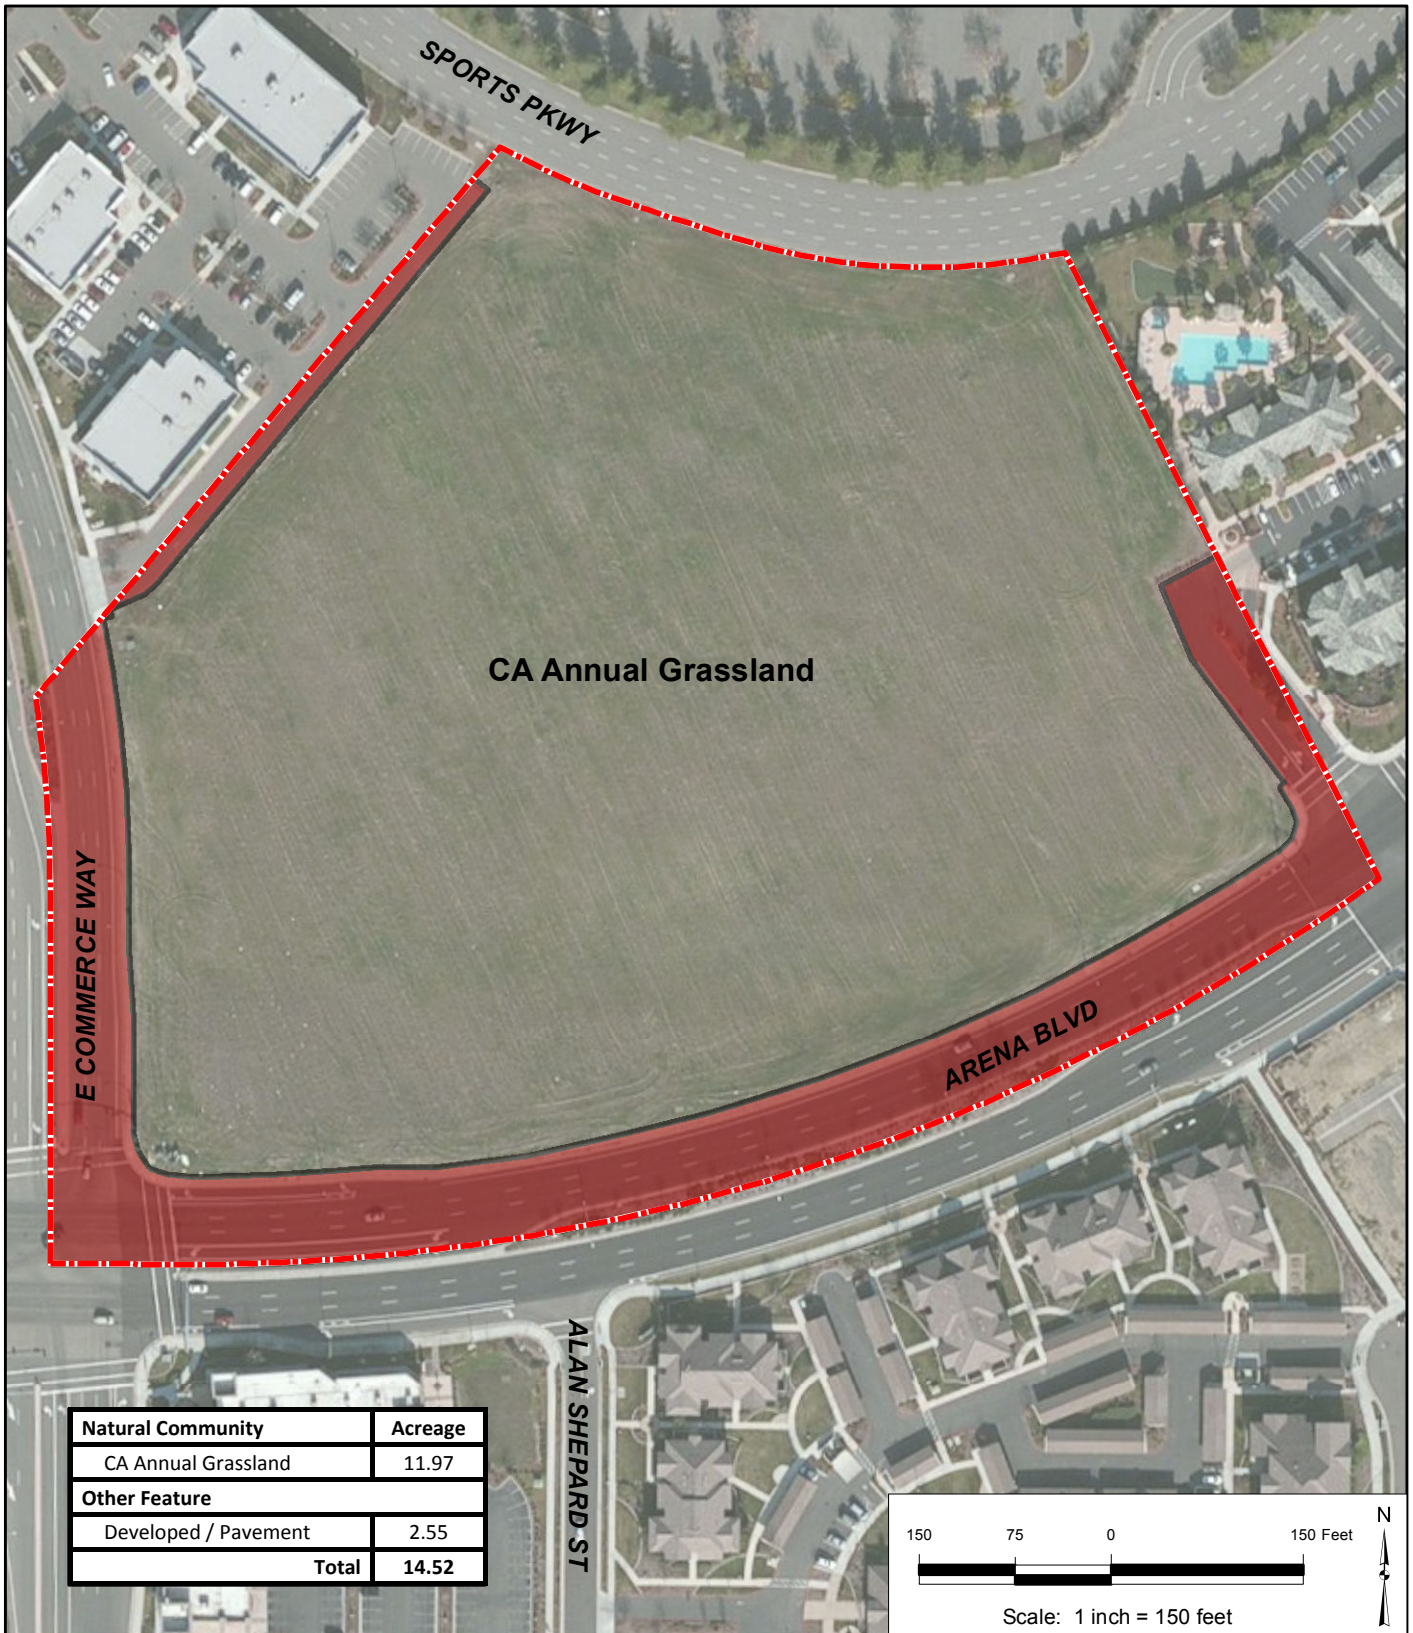 SPORTS PKWY
CA Annual Grassland
E COMMERCE WAY
ARENA BLVD
ALAN SHEPARD ST
Natural Community Acreage
CA Annual Grassland 11.97
Other Feature
Developed / Pavement 2.55
Total 14.52
N
150 75 0 150 Feet
Scale: 1 inch = 150 feet